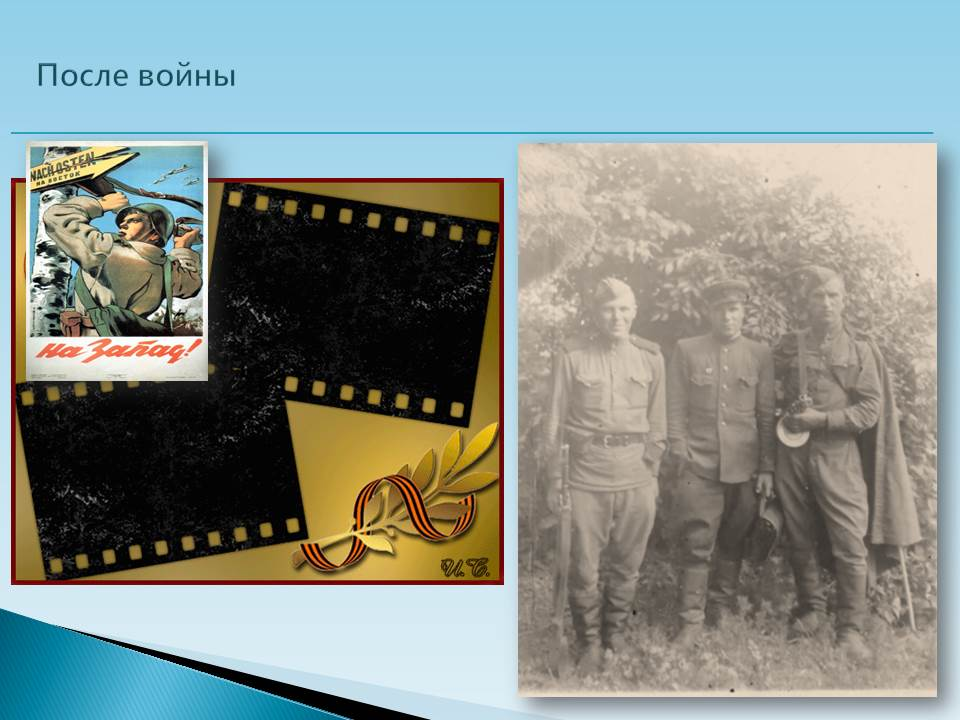 После войны
NACH OSTEN
НА ВОСТОК
На Запад!
И.С.